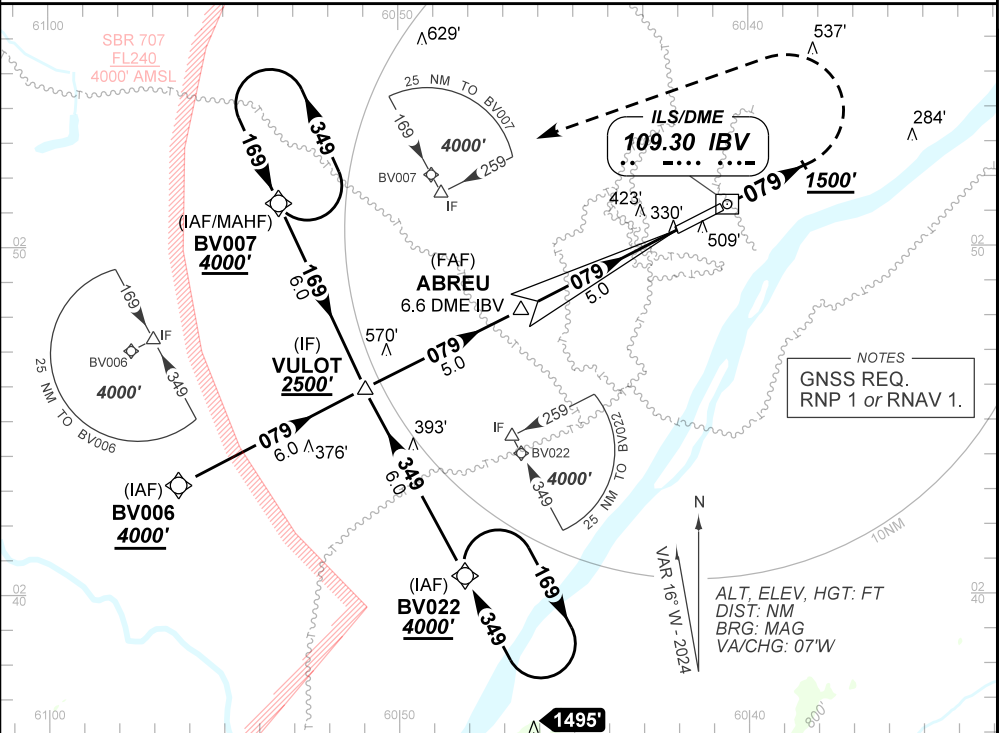 61 00
60 50
60 40
SBR 707
FL240
4000' AMSL
629'
537'
284'
25 NM TO BV007
169
4000'
259
BV007
IF
ILS/DME
109.30 IBV
.. -... ...-
349
169
079
1500'
423'
330'
509'
(IAF/MAHF)
BV007
4000'
02
50
(FAF)
ABREU
6.6 DME IBV
079
5.0
169
6.0
169
IF
BV006
4000'
349
25 NM TO BV006
570'
(IF)
VULOT
2500'
079
5.0
NOTES
GNSS REQ.
RNP 1 or RNAV 1.
079
6.0
376'
393'
349
6.0
IF
259
BV022
4000'
349
25 NM TO BV022
(IAF)
BV006
4000'
10NM
N
VAR 16° W - 2024
(IAF)
BV022
4000'
169
349
02
40
02
40
ALT, ELEV, HGT: FT
DIST: NM
BRG: MAG
VA/CHG: 07'W
1495'
800'
61 00
60 50
60 40
02
50